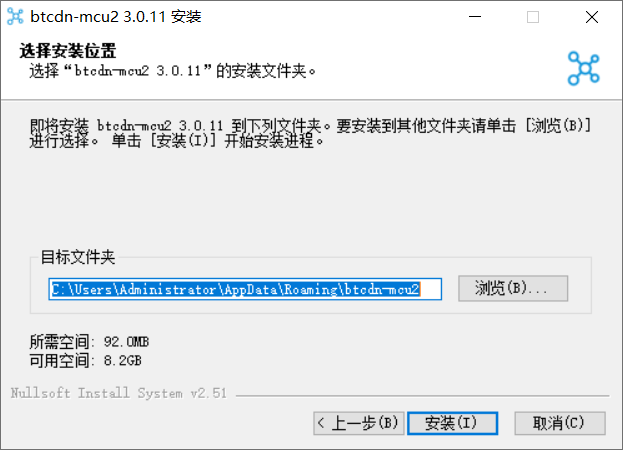 btcdn-mcu2 3.0.11 安装
选择安装位置
选择“btcdn-mcu2 3.0.11”的安装文件夹。
即将安装 btcdn-mcu2 3.0.11 到下列文件夹。要安装到其他文件夹请单击 [浏览(B)]
进行选择。 单击 [安装(I)] 开始安装进程。
目标文件夹
C:\Users\Administrator\AppData\Roaming\btcdn-mcu2
浏览(B)...
所需空间: 92.0MB
可用空间: 8.2GB
Nullsoft Install System v2.51
< 上一步(B) 安装(I) 取消(C)